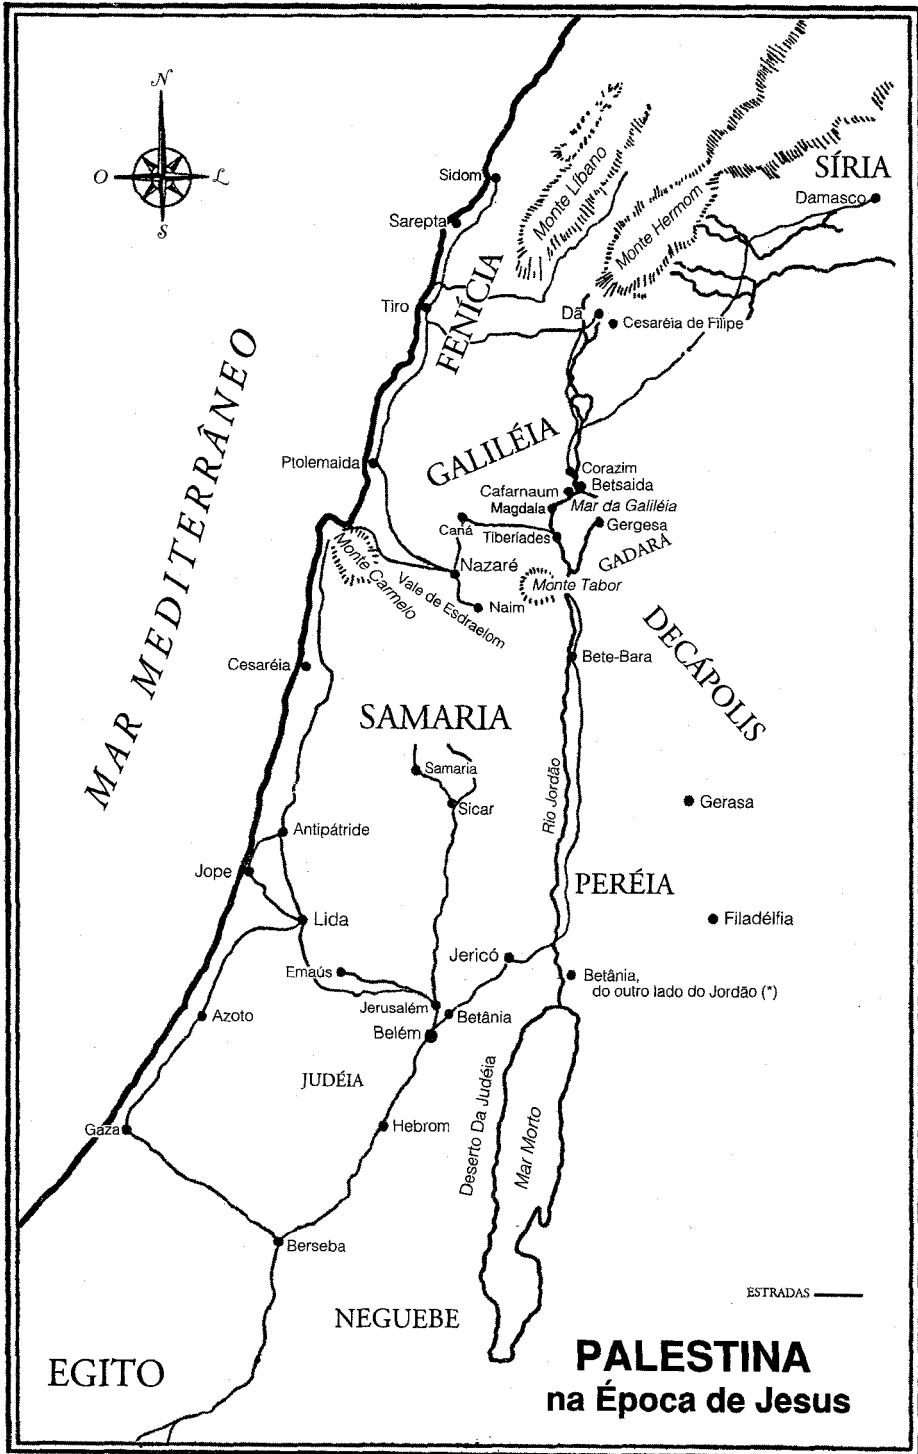 N
O
L
S
SÍRIA
Damasco
Sidom
Monte Líbano
Monte Hermom
Sarepta
FENÍCIA
Tiro
Dã
Cesaréia de Filipe
MAR MEDITERRÂNEO
GALILÉIA
Ptolemaida
Corazim
Betsaida
Cafarnaum
Magdala
Mar da Galiléia
Gergesa
Caná
Tiberíades
GADARA
Monte Carmelo
Nazaré
Monte Tabor
Vale de Esdraelom
Naim
DECÁPOLIS
Cesaréia
Bete-Bara
SAMARIA
Samaria
Sicar
Rio Jordão
Gerasa
Antipátride
Jope
PERÉIA
Lida
Filadélfia
Jericó
Emaús
Betânia,
do outro lado do Jordão (*)
Jerusalém
Betânia
Azoto
Belém
JUDÉIA
Deserto Da Judéia
Mar Morto
Gaza
Hebrom
Berseba
ESTRADAS
NEGUEBE
EGITO
PALESTINA
na Época de Jesus